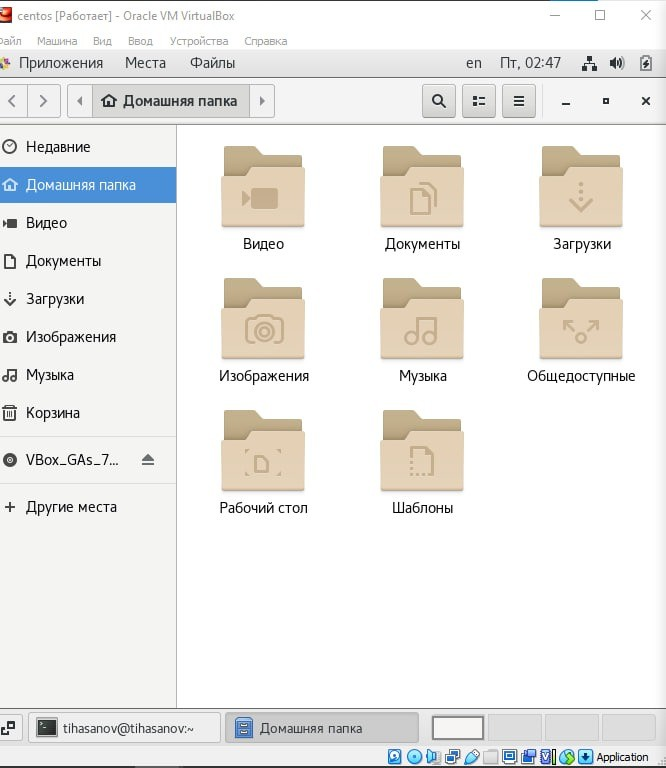 centos [Работает] - Oracle VM VirtualBox
Файл Машина Вид Ввод Устройства Справка
Приложения Места Файлы en Пт, 02:47
Домашняя папка
Недавние
Домашняя папка
Видео
Документы
Загрузки
Изображения
Музыка
Корзина
VBox_GAs_7...
Другие места
Видео Документы Загрузки
Изображения Музыка Общедоступные
Рабочий стол Шаблоны
tihasanov@tihasanov:~ Домашняя папка
Application